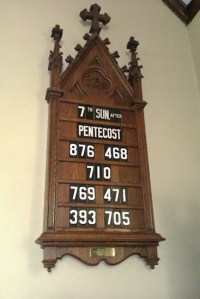 7TH SUN. AFTER
PENTECOST
876 468
710
769 471
393 705